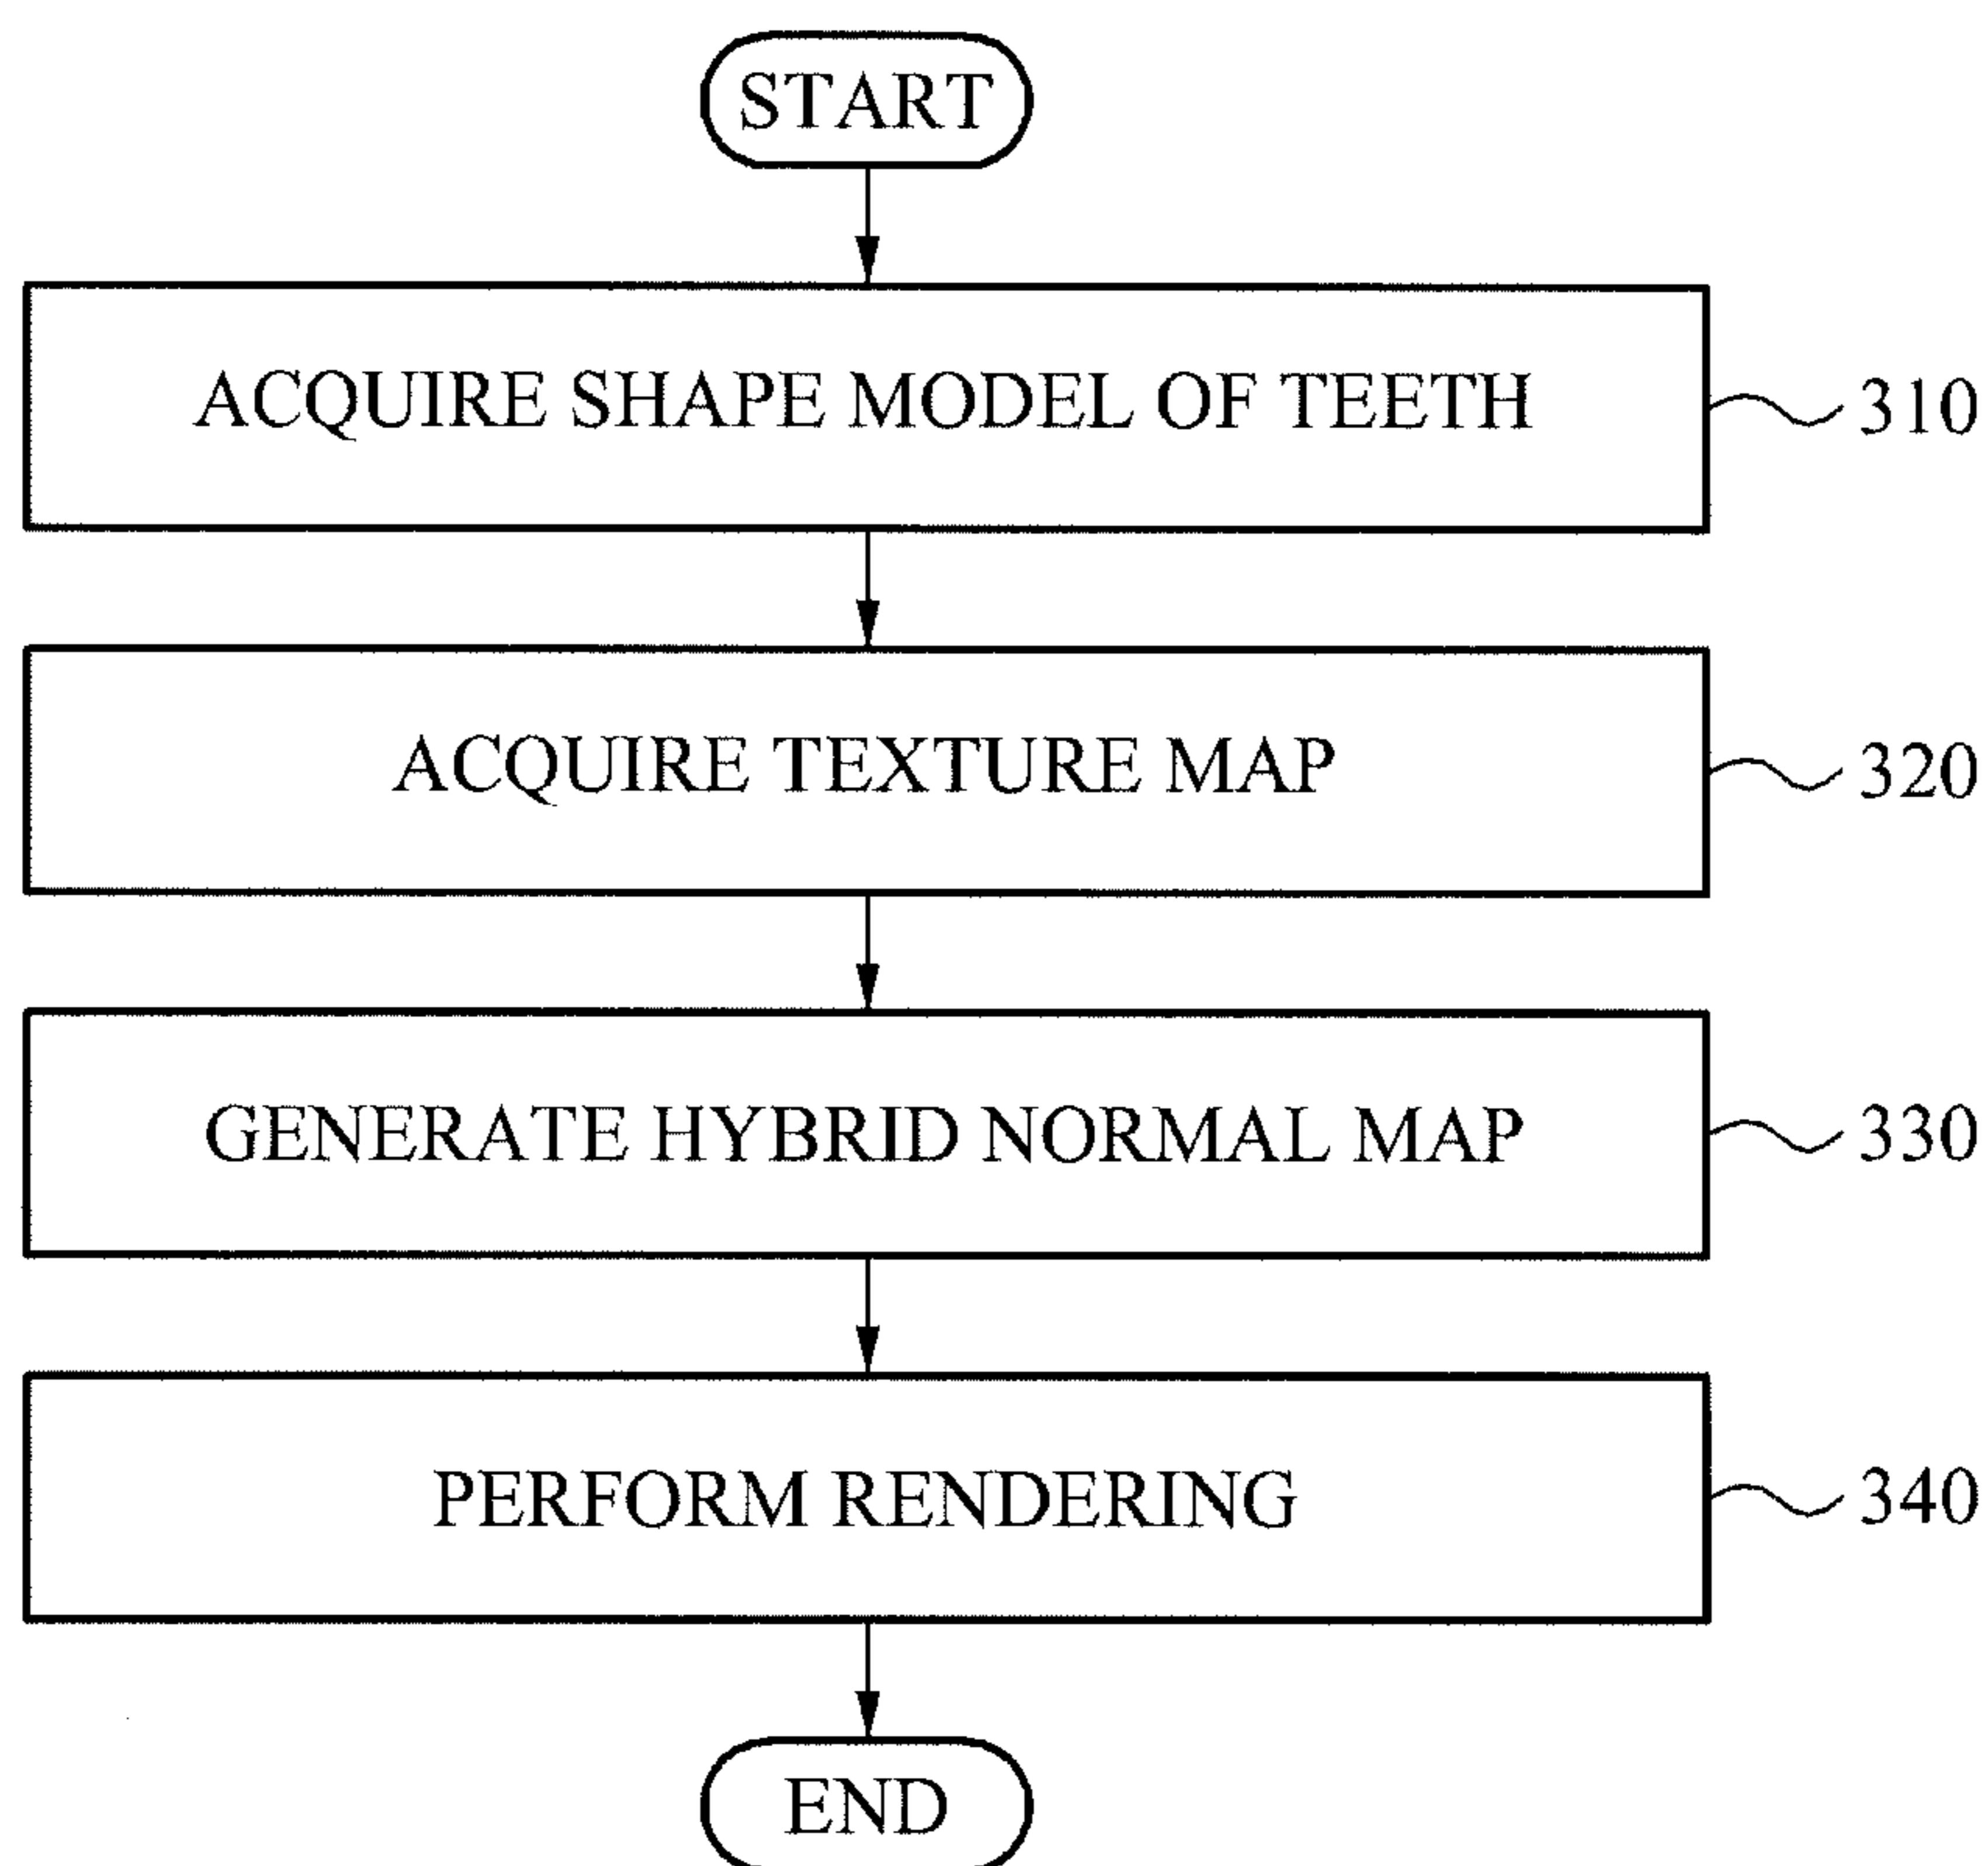 START
ACQUIRE SHAPE MODEL OF TEETH
310
ACQUIRE TEXTURE MAP
320
GENERATE HYBRID NORMAL MAP
330
PERFORM RENDERING
340
END